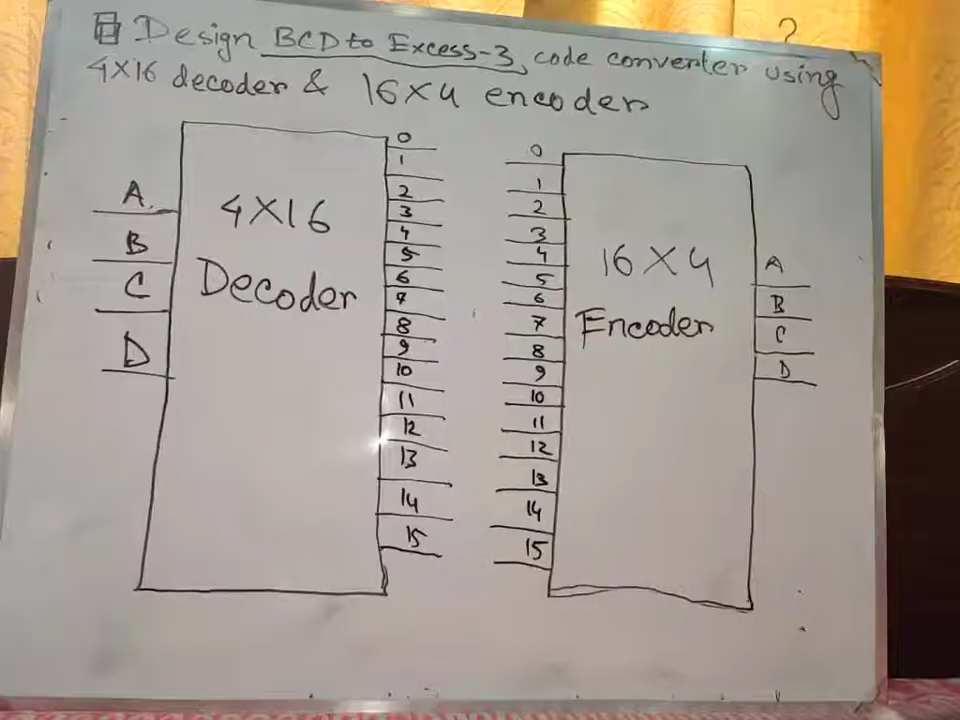 Design BCD to Excess-3, code converter using
4X16 decoder & 16X4 encoder
?
A
B
C
D
4X16
Decoder
0
1
2
3
4
5
6
7
8
9
10
11
12
13
14
15
0
1
2
3
4
5
6
7
8
9
10
11
12
13
14
15
16X4
Encoder
A
B
C
D